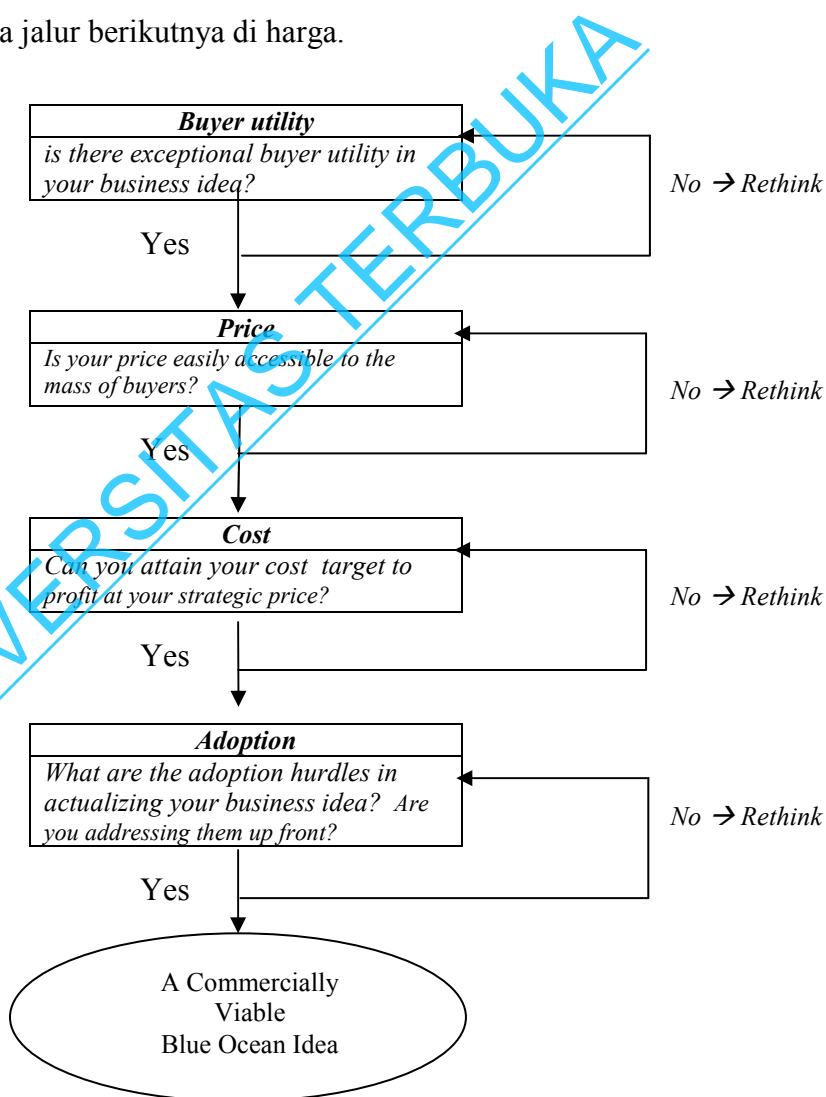 a jalur berikutnya di harga.
Buyer utility
is there exceptional buyer utility in
your business idea?
No → Rethink
Yes
Price
Is your price easily accessible to the
mass of buyers?
No → Rethink
Yes
Cost
Can you attain your cost target to
profit at your strategic price?
No → Rethink
Yes
Adoption
What are the adoption hurdles in
actualizing your business idea? Are
you addressing them up front?
No → Rethink
Yes
A Commercially
Viable
Blue Ocean Idea
VERSITAS TERBUKA